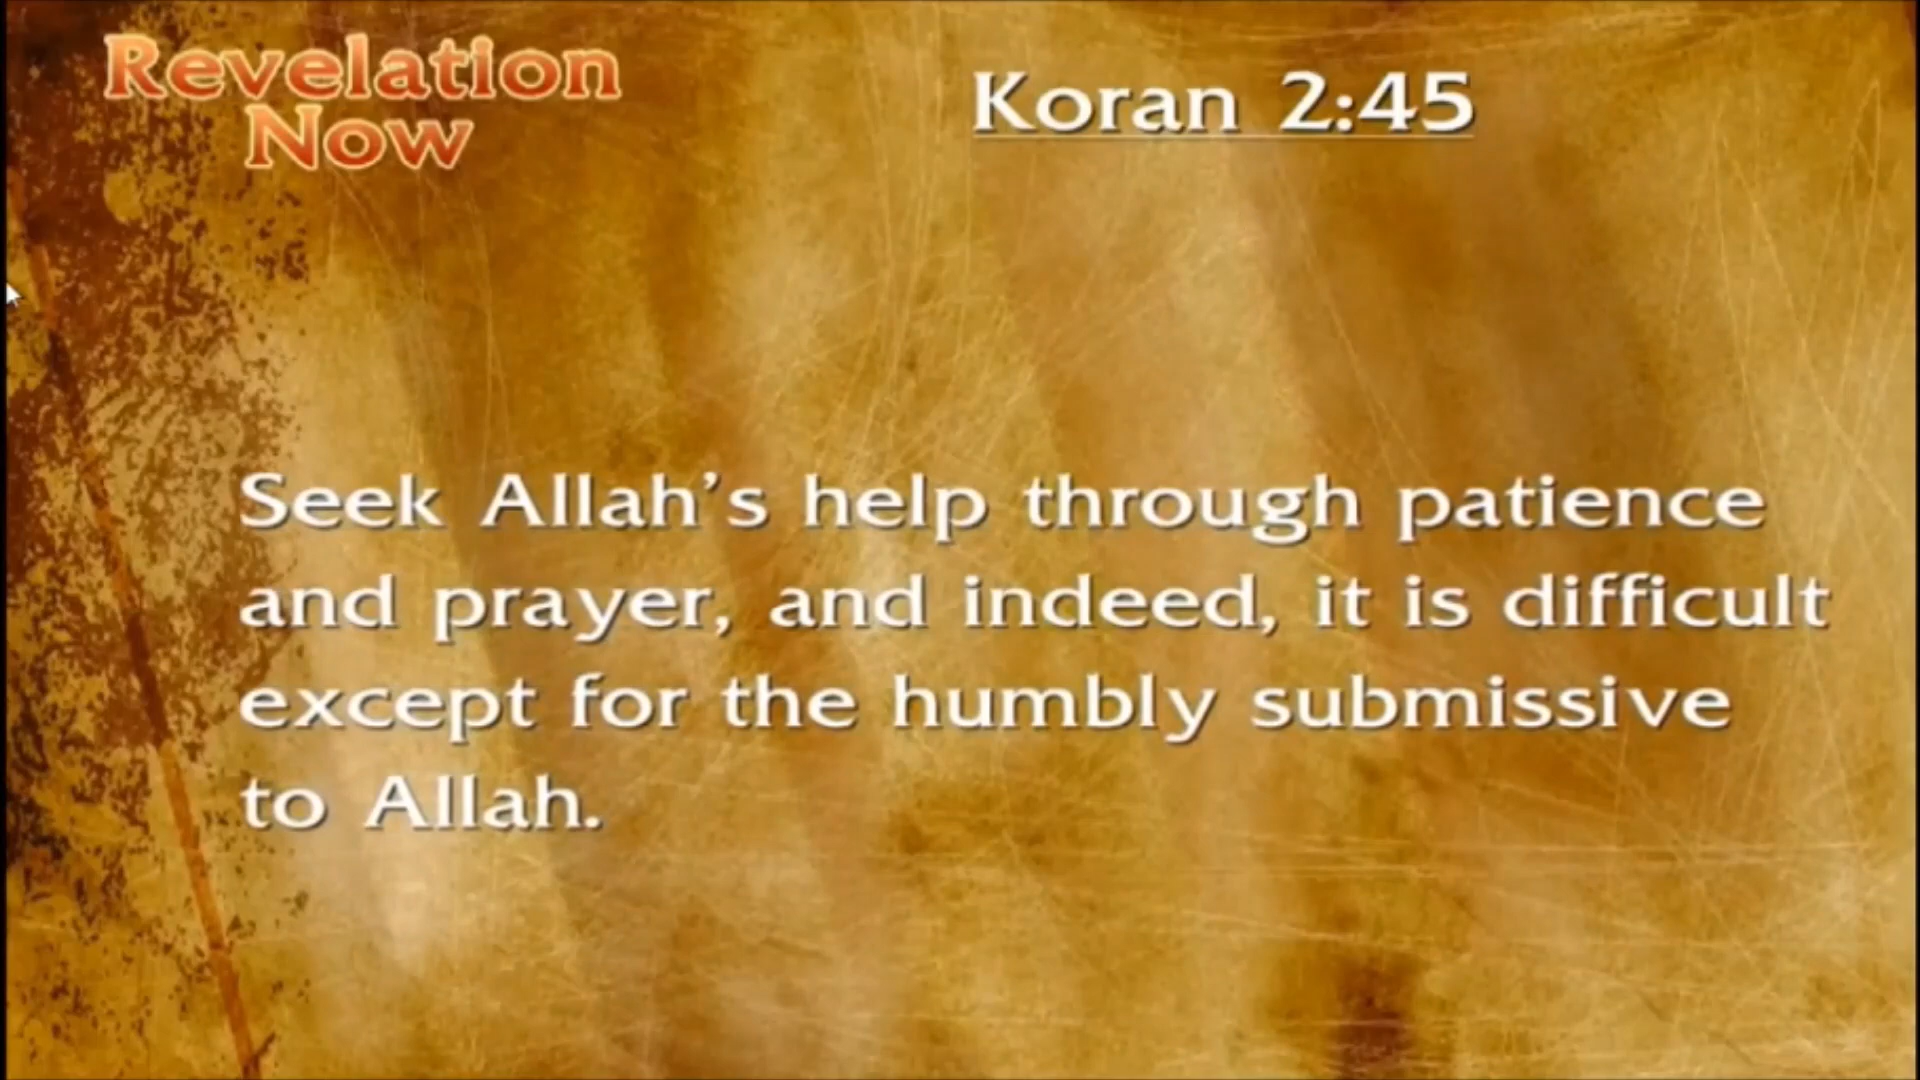 Revelation
Now
Koran 2:45
Seek Allah’s help through patience
and prayer, and indeed, it is difficult
except for the humbly submissive
to Allah.